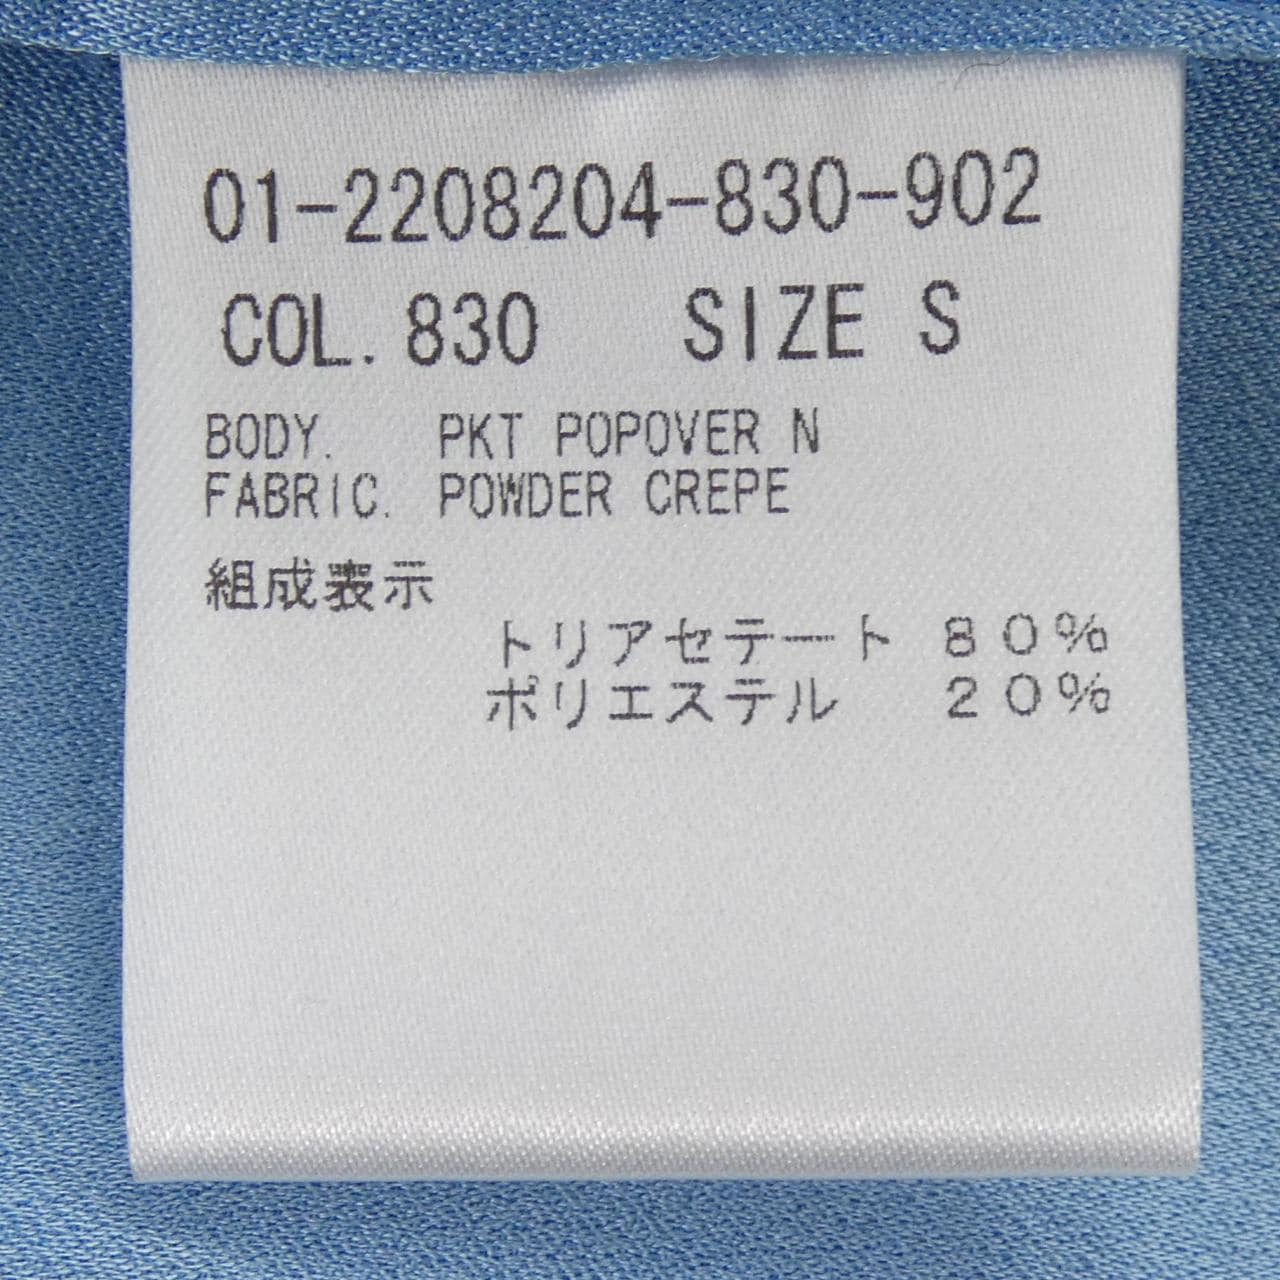 01-2208204-830-902
COL. 830 SIZE S
BODY. PKT POPOVER N
FABRIC. POWDER CREPE
組成表示
トリアセテート 80%
ポリエステル 20%